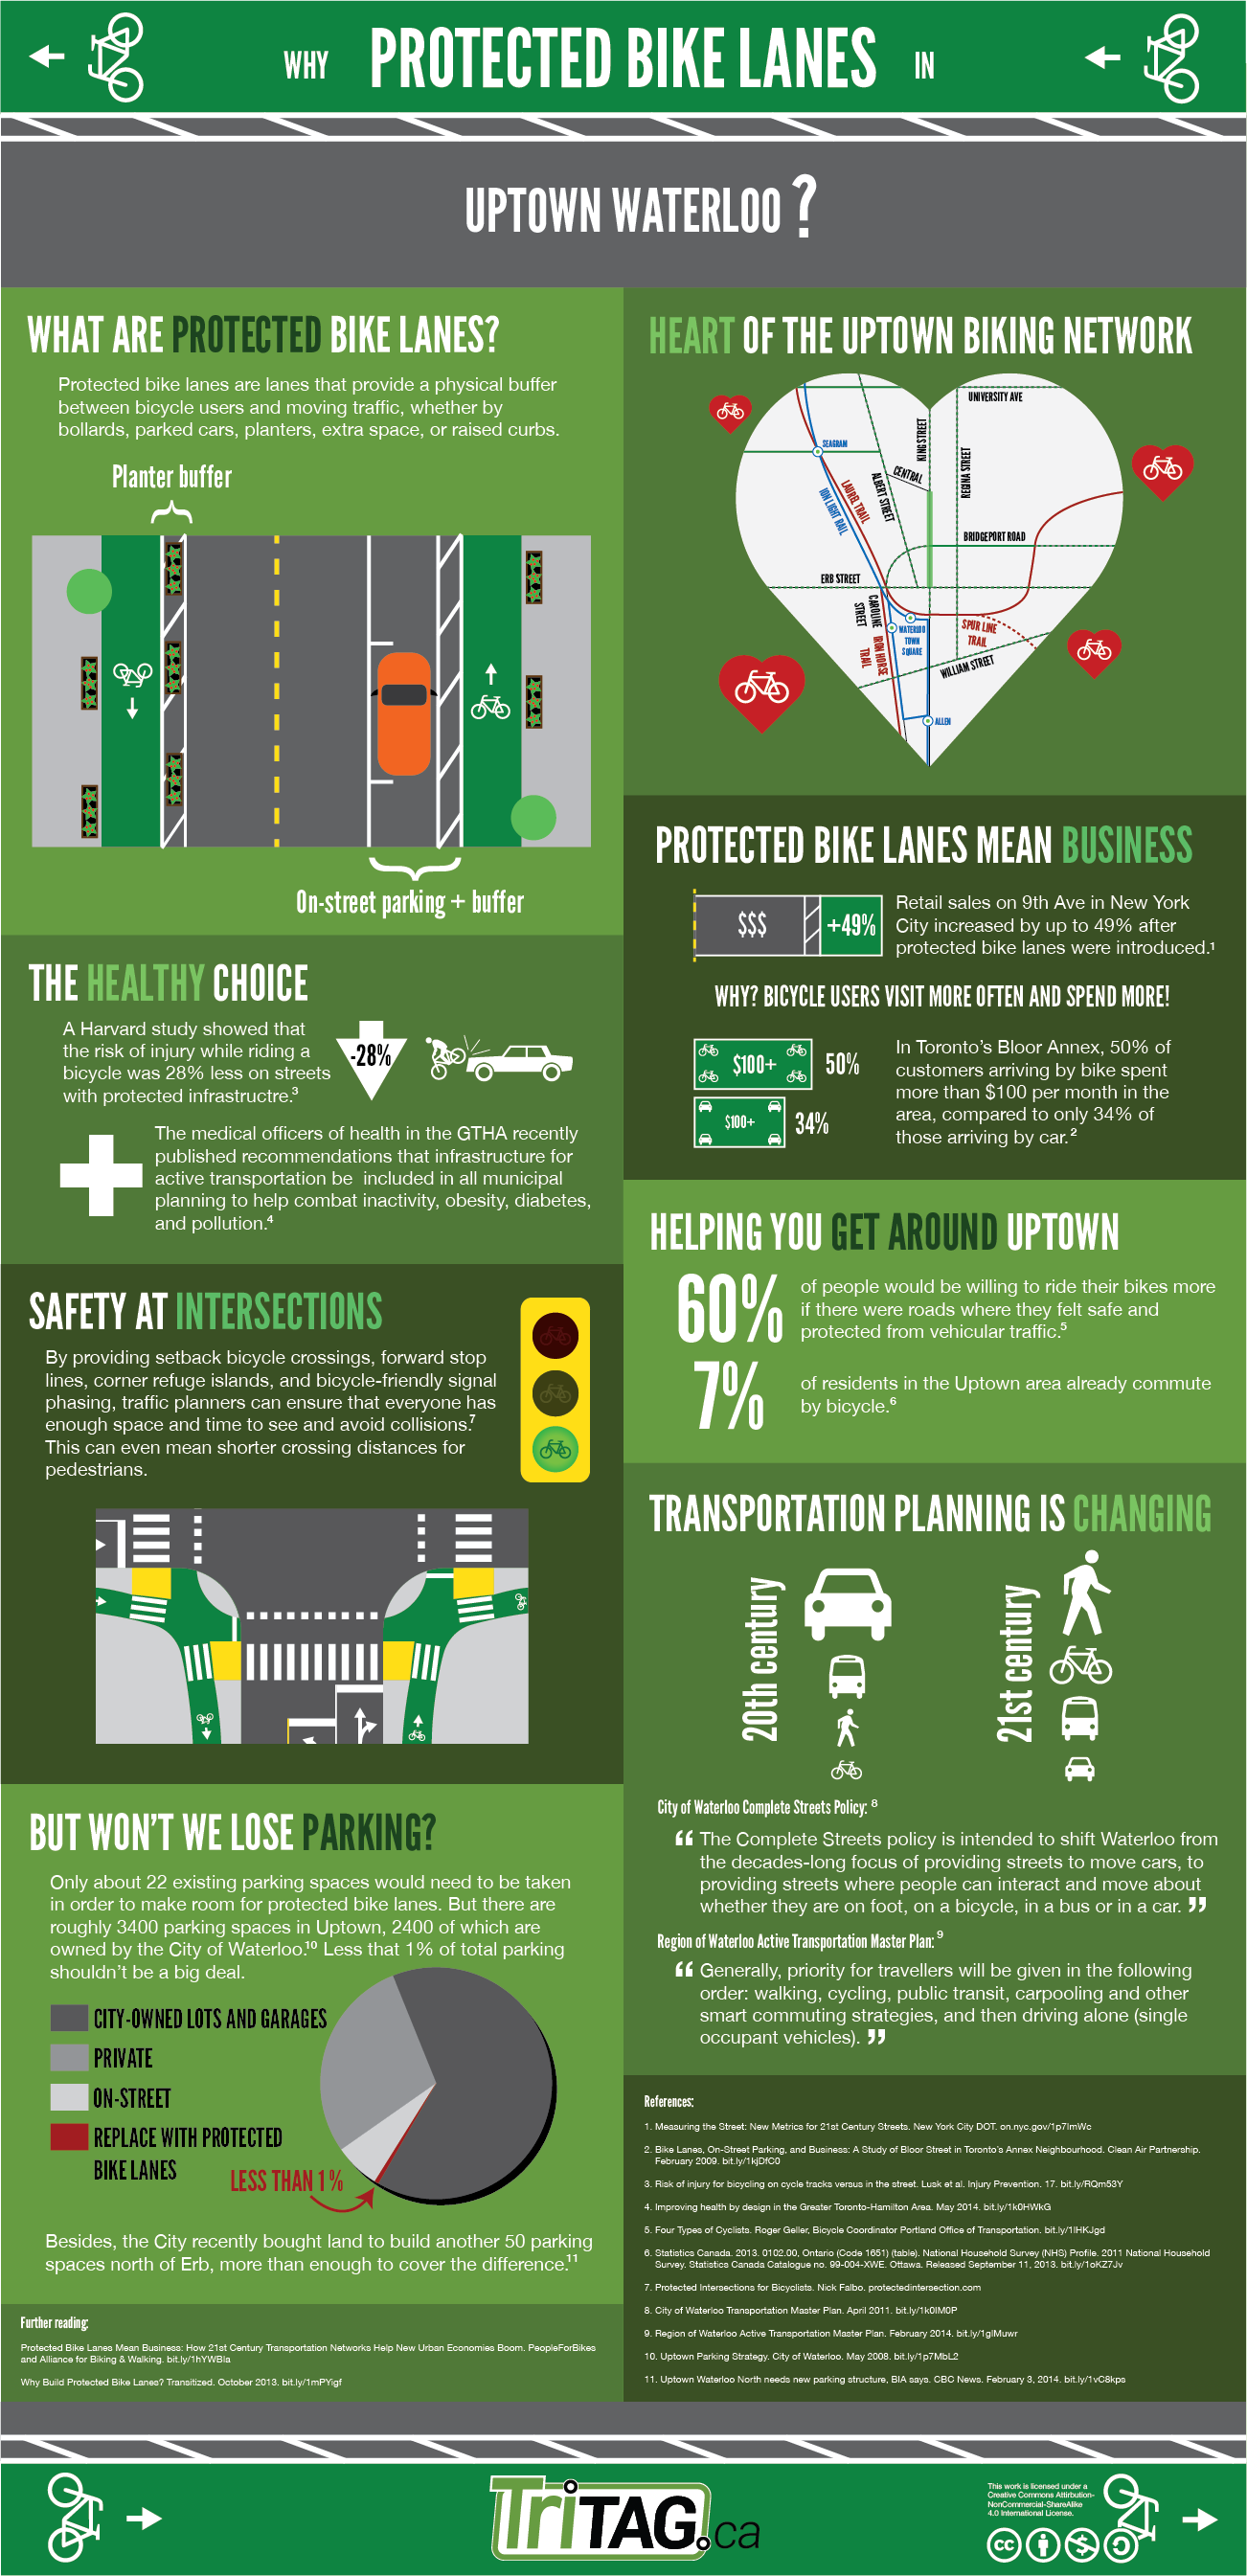 WHY PROTECTED BIKE LANES IN
UPTOWN WATERLOO?
WHAT ARE PROTECTED BIKE LANES?
Protected bike lanes are lanes that provide a physical buffer
between bicycle users and moving traffic, whether by
bollards, parked cars, planters, extra space, or raised curbs.
Planter buffer
On-street parking + buffer
THE HEALTHY CHOICE
A Harvard study showed that
the risk of injury while riding a
bicycle was 28% less on streets
with protected infrastructre.³
-28%
The medical officers of health in the GTHA recently
published recommendations that infrastructure for
active transportation be included in all municipal
planning to help combat inactivity, obesity, diabetes,
and pollution.⁴
SAFETY AT INTERSECTIONS
By providing setback bicycle crossings, forward stop
lines, corner refuge islands, and bicycle-friendly signal
phasing, traffic planners can ensure that everyone has
enough space and time to see and avoid collisions.⁷
This can even mean shorter crossing distances for
pedestrians.
BUT WON'T WE LOSE PARKING?
Only about 22 existing parking spaces would need to be taken
in order to make room for protected bike lanes. But there are
roughly 3400 parking spaces in Uptown, 2400 of which are
owned by the City of Waterloo.¹⁰ Less that 1% of total parking
shouldn't be a big deal.
CITY-OWNED LOTS AND GARAGES
PRIVATE
ON-STREET
REPLACE WITH PROTECTED
BIKE LANES
LESS THAN 1%
Besides, the City recently bought land to build another 50 parking
spaces north of Erb, more than enough to cover the difference.¹¹
Further reading:
Protected Bike Lanes Mean Business: How 21st Century Transportation Networks Help New Urban Economies Boom. PeopleForBikes
and Alliance for Biking & Walking. bit.ly/1hYWBIa
Why Build Protected Bike Lanes? Transitized. October 2013. bit.ly/1mPYigf
HEART OF THE UPTOWN BIKING NETWORK
UNIVERSITY AVE
KING STREET
SEAGRAM
REGINA STREET
CENTRAL
ALBERT STREET
LAUREL TRAIL
ION LIGHT RAIL
BRIDGEPORT ROAD
ERB STREET
CAROLINE
STREET
WATERLOO
TOWN
SQUARE
SPUR LINE
TRAIL
IRON HORSE
TRAIL
WILLIAM STREET
ALLEN
PROTECTED BIKE LANES MEAN BUSINESS
$$$
+49%
Retail sales on 9th Ave in New York
City increased by up to 49% after
protected bike lanes were introduced.¹
WHY? BICYCLE USERS VISIT MORE OFTEN AND SPEND MORE!
$100+
50%
$100+
34%
In Toronto's Bloor Annex, 50% of
customers arriving by bike spent
more than $100 per month in the
area, compared to only 34% of
those arriving by car.²
HELPING YOU GET AROUND UPTOWN
60%
of people would be willing to ride their bikes more
if there were roads where they felt safe and
protected from vehicular traffic.⁵
7%
of residents in the Uptown area already commute
by bicycle.⁶
TRANSPORTATION PLANNING IS CHANGING
20th century
21st century
City of Waterloo Complete Streets Policy: ⁸
“ The Complete Streets policy is intended to shift Waterloo from
the decades-long focus of providing streets to move cars, to
providing streets where people can interact and move about
whether they are on foot, on a bicycle, in a bus or in a car. ”
Region of Waterloo Active Transportation Master Plan: ⁹
“ Generally, priority for travellers will be given in the following
order: walking, cycling, public transit, carpooling and other
smart commuting strategies, and then driving alone (single
occupant vehicles). ”
References:
1. Measuring the Street: New Metrics for 21st Century Streets. New York City DOT. on.nyc.gov/1p7ImWc
2. Bike Lanes, On-Street Parking, and Business: A Study of Bloor Street in Toronto's Annex Neighbourhood. Clean Air Partnership.
February 2009. bit.ly/1kjDfC0
3. Risk of injury for bicycling on cycle tracks versus in the street. Lusk et al. Injury Prevention. 17. bit.ly/RQm53Y
4. Improving health by design in the Greater Toronto-Hamilton Area. May 2014. bit.ly/1k0HWkG
5. Four Types of Cyclists. Roger Geller, Bicycle Coordinator Portland Office of Transportation. bit.ly/1IHKJgd
6. Statistics Canada. 2013. 0102.00, Ontario (Code 1651) (table). National Household Survey (NHS) Profile. 2011 National Household
Survey. Statistics Canada Catalogue no. 99-004-XWE. Ottawa. Released September 11, 2013. bit.ly/1oKZ7Jv
7. Protected Intersections for Bicyclists. Nick Falbo. protectedintersection.com
8. City of Waterloo Transportation Master Plan. April 2011. bit.ly/1k0IM0P
9. Region of Waterloo Active Transportation Master Plan. February 2014. bit.ly/1glMuwr
10. Uptown Parking Strategy. City of Waterloo. May 2008. bit.ly/1p7MbL2
11. Uptown Waterloo North needs new parking structure, BIA says. CBC News. February 3, 2014. bit.ly/1vC8kps
TriTAG.ca
This work is licensed under a
Creative Commons Attirbution-
NonCommercial-ShareAlike
4.0 International License.
cc